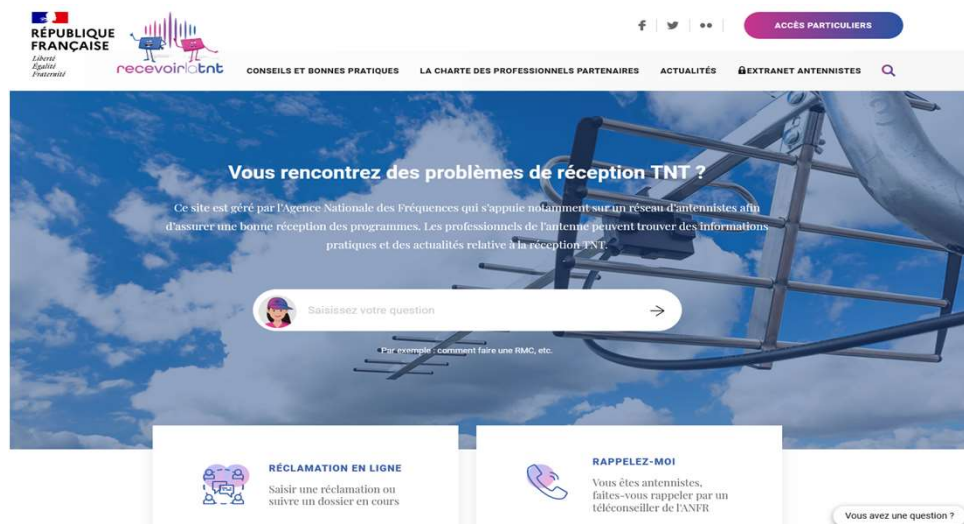 RÉPUBLIQUE
FRANÇAISE
Liberté
Égalité
Fraternité
recevoirlatnt
ACCÈS PARTICULIERS
CONSEILS ET BONNES PRATIQUES
LA CHARTE DES PROFESSIONNELS PARTENAIRES
ACTUALITÉS
EXTRANET ANTENNISTES
Vous rencontrez des problèmes de réception TNT ?
Ce site est géré par l'Agence Nationale des Fréquences qui s'appuie notamment sur un réseau d'antennistes afin
d'assurer une bonne réception des programmes. Les professionnels de l'antenne peuvent trouver des informations
pratiques et des actualités relative à la réception TNT.
Saisissez votre question
Par exemple : comment faire une RMC, etc.
RÉCLAMATION EN LIGNE
Saisir une réclamation ou
suivre un dossier en cours
RAPPELEZ-MOI
Vous êtes antennistes,
faites-vous rappeler par un
téléconseiller de l'ANFR
Vous avez une question ?